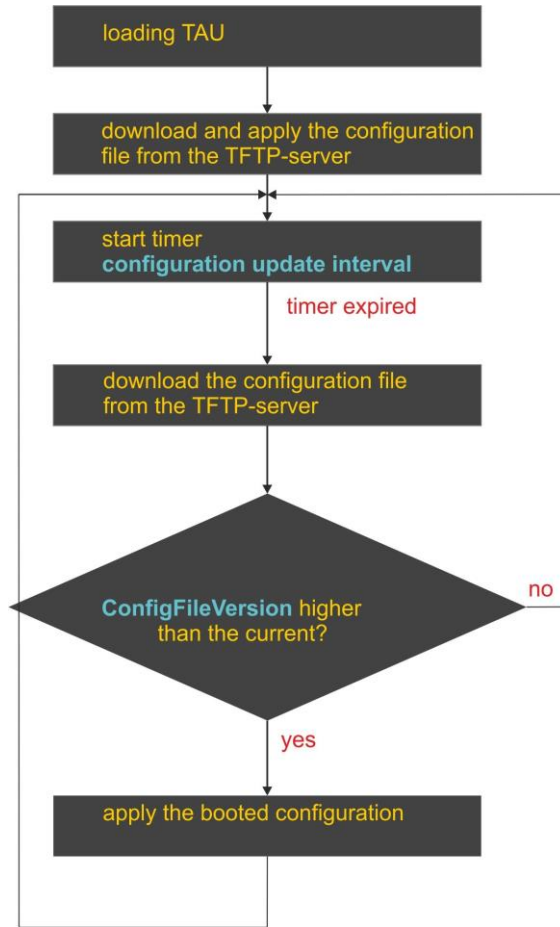 loading TAU
download and apply the configuration
file from the TFTP-server
start timer
configuration update interval
timer expired
download the configuration file
from the TFTP-server
ConfigFileVersion higher
than the current?
no
yes
apply the booted configuration